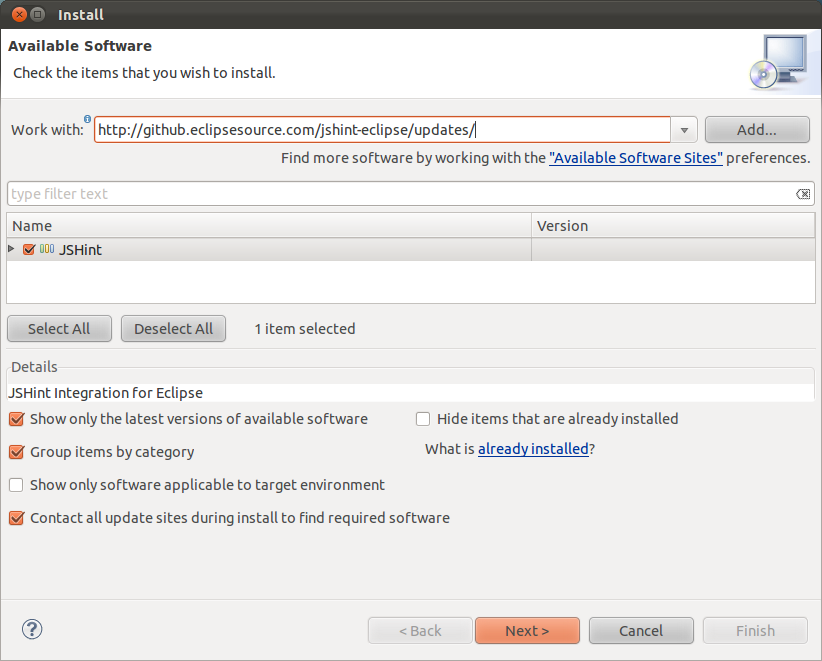 Install
Available Software
Check the items that you wish to install.
Work with: http://github.eclipsesource.com/jshint-eclipse/updates/ Add...
Find more software by working with the "Available Software Sites" preferences.
type filter text
Name Version
JSHint
Select All Deselect All 1 item selected
Details
JSHint Integration for Eclipse
Show only the latest versions of available software Hide items that are already installed
Group items by category What is already installed?
Show only software applicable to target environment
Contact all update sites during install to find required software
? < Back Next > Cancel Finish